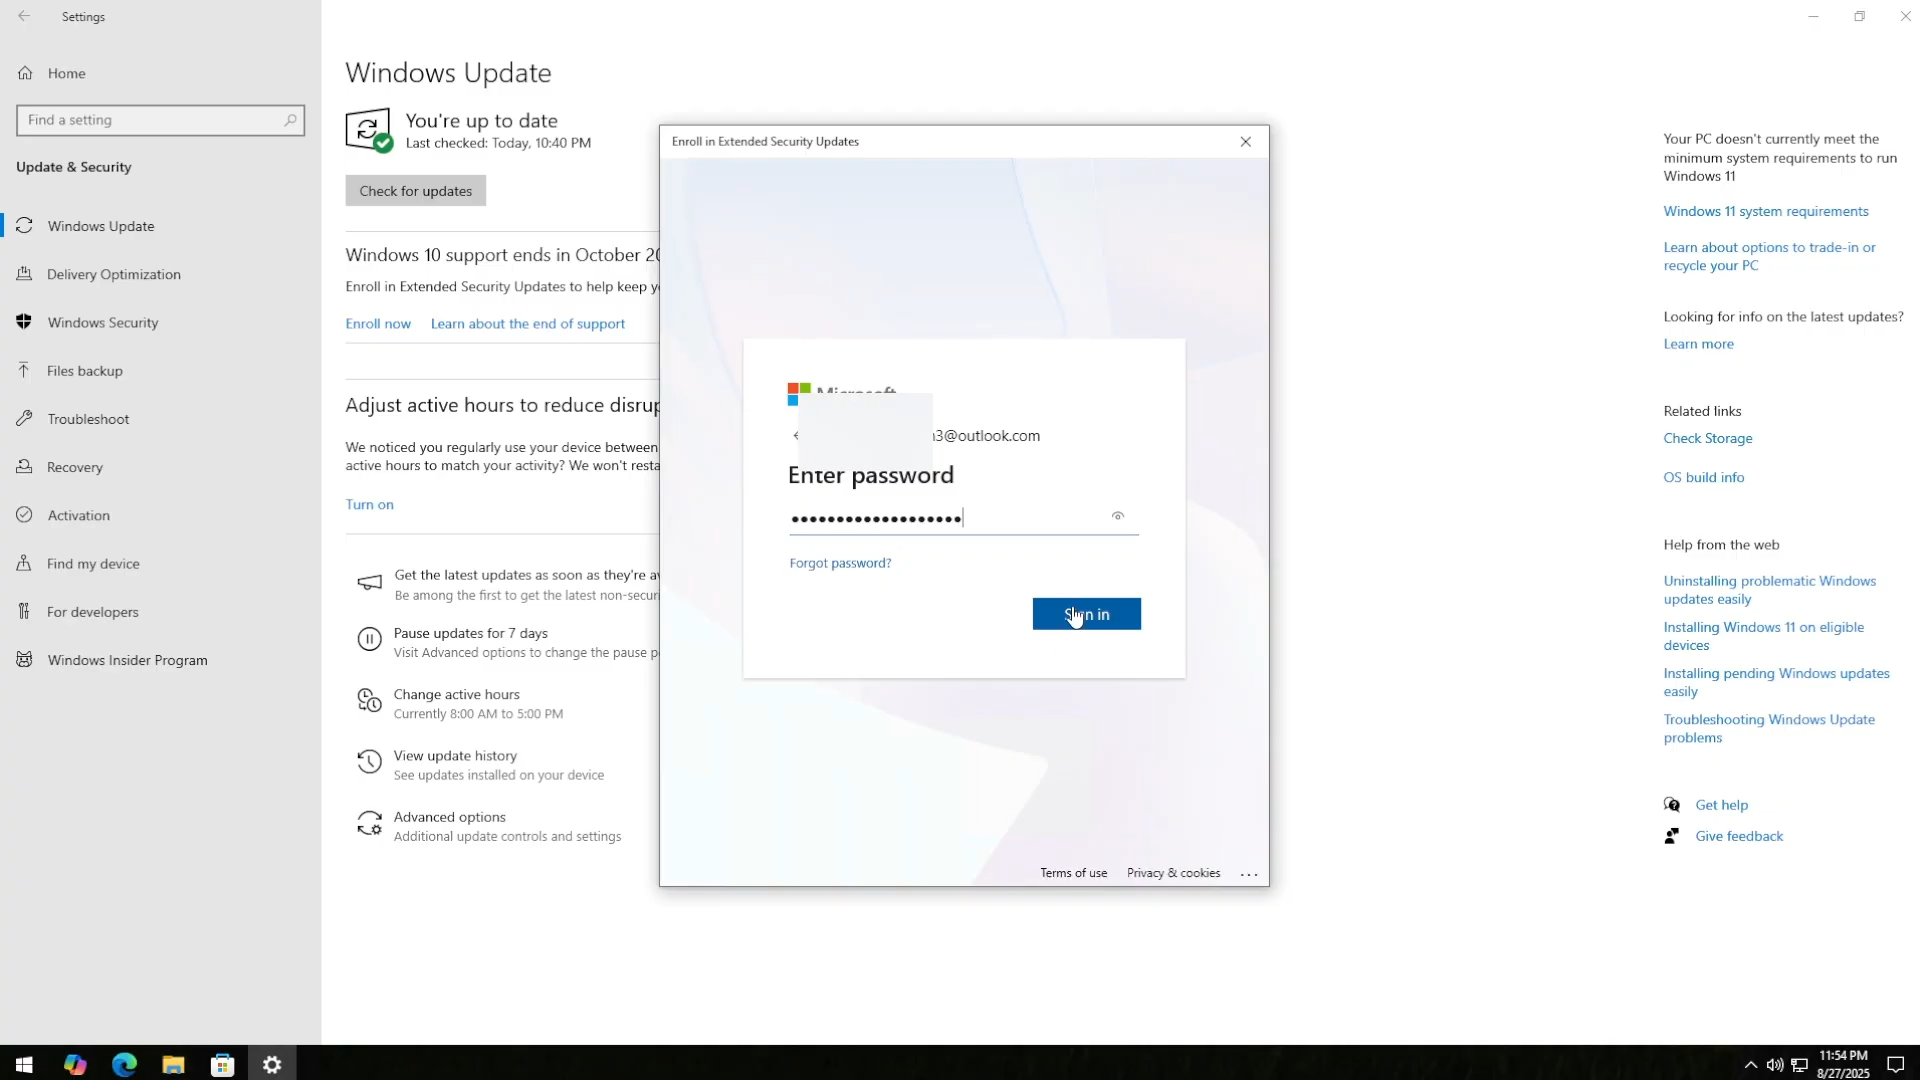 Settings
Home
Find a setting
Update & Security
Windows Update
Delivery Optimization
Windows Security
Files backup
Troubleshoot
Recovery
Activation
Find my device
For developers
Windows Insider Program
Windows Update
You're up to date
Last checked: Today, 10:40 PM
Check for updates
Windows 10 support ends in October 20
Enroll in Extended Security Updates to help keep y
Enroll now
Learn about the end of support
Adjust active hours to reduce disrup
We noticed you regularly use your device between
active hours to match your activity? We won't resta
Turn on
Get the latest updates as soon as they're av
Be among the first to get the latest non-securi
Pause updates for 7 days
Visit Advanced options to change the pause p
Change active hours
Currently 8:00 AM to 5:00 PM
View update history
See updates installed on your device
Advanced options
Additional update controls and settings
Enroll in Extended Security Updates
Microsoft
3@outlook.com
Enter password
Forgot password?
Sign in
Terms of use
Privacy & cookies
Your PC doesn't currently meet the
minimum system requirements to run
Windows 11
Windows 11 system requirements
Learn about options to trade-in or
recycle your PC
Looking for info on the latest updates?
Learn more
Related links
Check Storage
OS build info
Help from the web
Uninstalling problematic Windows
updates easily
Installing Windows 11 on eligible
devices
Installing pending Windows updates
easily
Troubleshooting Windows Update
problems
Get help
Give feedback
11:54 PM
8/27/2025